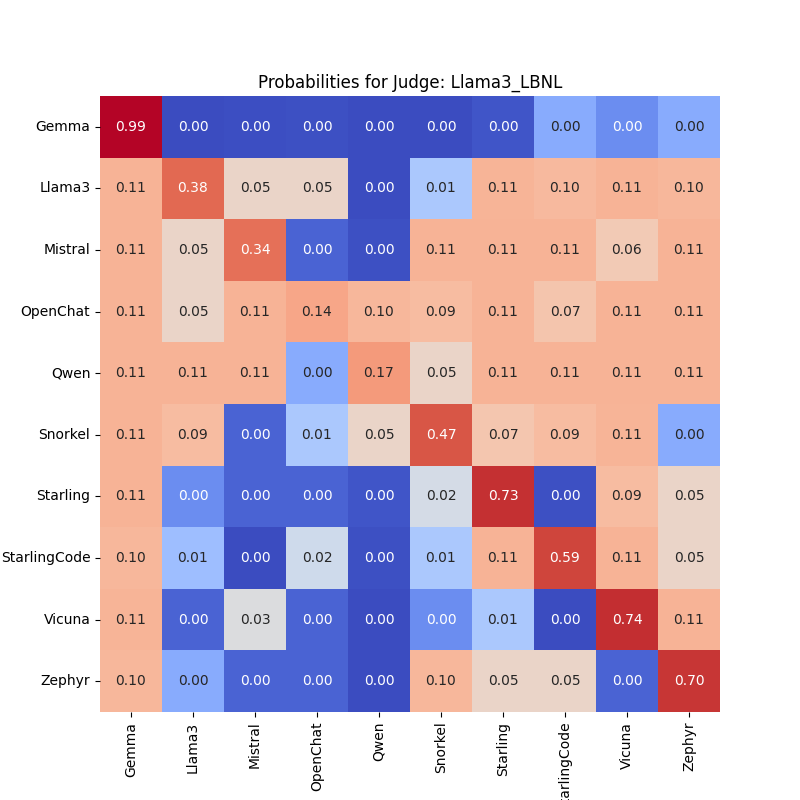 Probabilities for Judge: Llama3_LBNL
Gemma 0.99 0.00 0.00 0.00 0.00 0.00 0.00 0.00 0.00 0.00
Llama3 0.11 0.38 0.05 0.05 0.00 0.01 0.11 0.10 0.11 0.10
Mistral 0.11 0.05 0.34 0.00 0.00 0.11 0.11 0.11 0.06 0.11
OpenChat 0.11 0.05 0.11 0.14 0.10 0.09 0.11 0.07 0.11 0.11
Qwen 0.11 0.11 0.11 0.00 0.17 0.05 0.11 0.11 0.11 0.11
Snorkel 0.11 0.09 0.00 0.01 0.05 0.47 0.07 0.09 0.11 0.00
Starling 0.11 0.00 0.00 0.00 0.00 0.02 0.73 0.00 0.09 0.05
StarlingCode 0.10 0.01 0.00 0.02 0.00 0.01 0.11 0.59 0.11 0.05
Vicuna 0.11 0.00 0.03 0.00 0.00 0.00 0.01 0.00 0.74 0.11
Zephyr 0.10 0.00 0.00 0.00 0.00 0.10 0.05 0.05 0.00 0.70
Gemma
Llama3
Mistral
OpenChat
Qwen
Snorkel
Starling
arlingCode
Vicuna
Zephyr